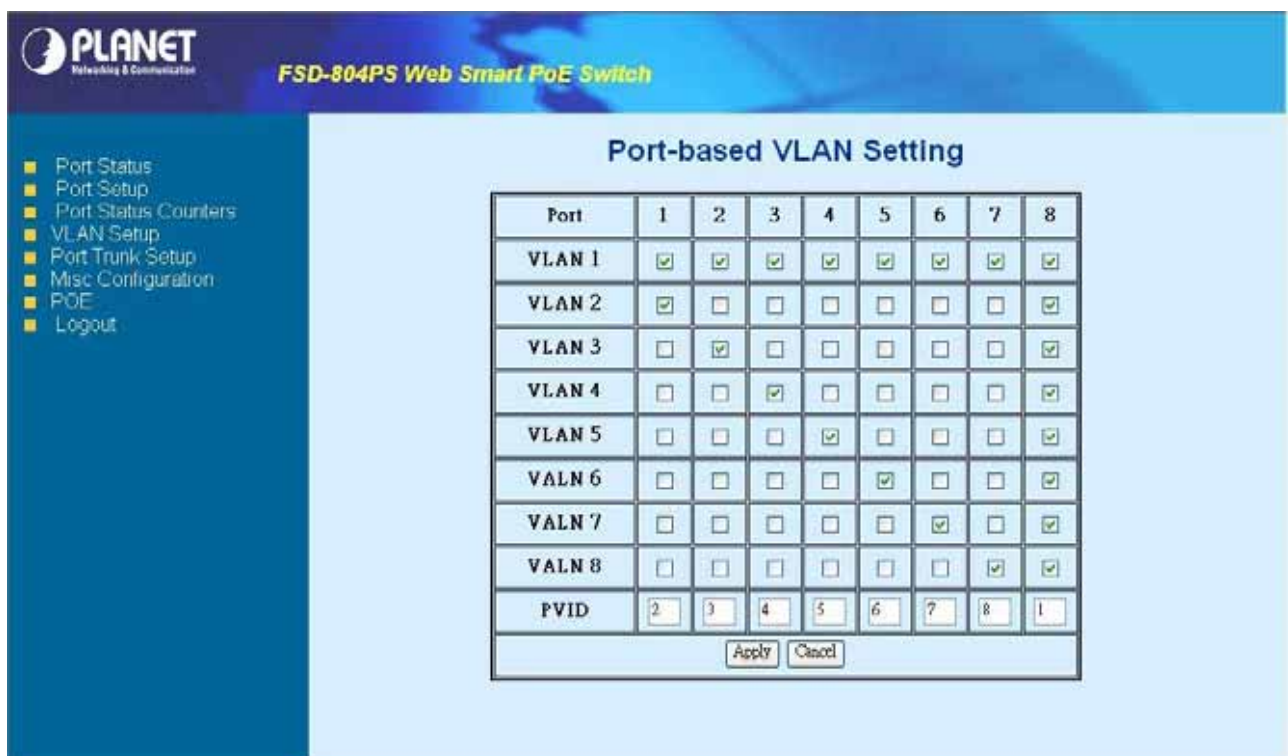 PLANET
Networking & Communication
FSD-804PS Web Smart PoE Switch
Port Status
Port Setup
Port Status Counters
VLAN Setup
Port Trunk Setup
Misc Configuration
POE
Logout
Port-based VLAN Setting
Port 1 2 3 4 5 6 7 8
VLAN 1
VLAN 2
VLAN 3
VLAN 4
VLAN 5
VALN 6
VALN 7
VALN 8
PVID 2 3 4 5 6 7 8 1
Apply Cancel